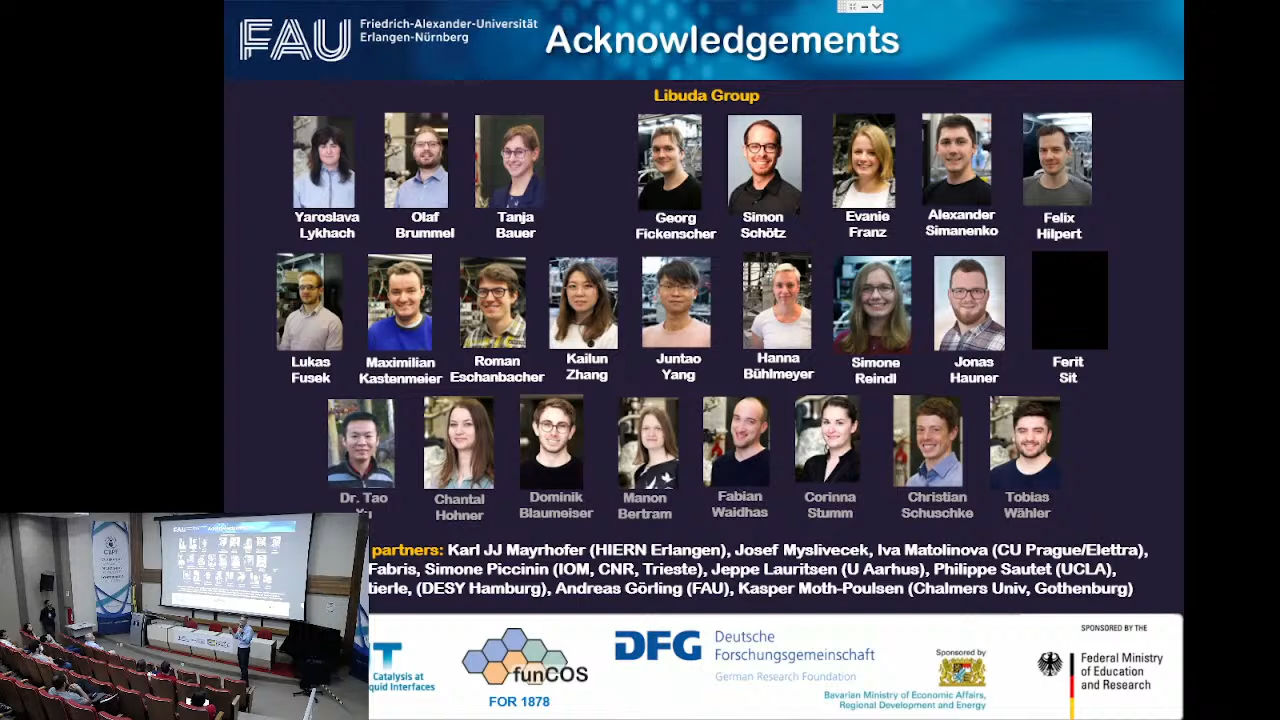 FAU
Friedrich-Alexander-Universität
Erlangen-Nürnberg
Acknowledgements
Libuda Group
Yaroslava
Lykhach
Olaf
Brummel
Tanja
Bauer
Georg
Fickenscher
Simon
Schötz
Evanie
Franz
Alexander
Simanenko
Felix
Hilpert
Lukas
Fusek
Maximilian
Kastenmeier
Roman
Eschanbacher
Kailun
Zhang
Juntao
Yang
Hanna
Bühlmeyer
Simone
Reindl
Jonas
Hauner
Ferit
Sit
Dr. Tao
Chantal
Hohner
Dominik
Blaumeiser
Manon
Bertram
Fabian
Waidhas
Corinna
Stumm
Christian
Schuschke
Tobias
Wähler
partners: Karl JJ Mayrhofer (HIERN Erlangen), Josef Myslivecek, Iva Matolinova (CU Prague/Elettra),
Fabris, Simone Piccinin (IOM, CNR, Trieste), Jeppe Lauritsen (U Aarhus), Philippe Sautet (UCLA),
tierle, (DESY Hamburg), Andreas Görling (FAU), Kasper Moth-Poulsen (Chalmers Univ, Gothenburg)
T
Catalysis at
quid Interfaces
funCOS
FOR 1878
DFG
Deutsche
Forschungsgemeinschaft
German Research Foundation
Sponsored by
Bavarian Ministry of Economic Affairs,
Regional Development and Energy
SPONSORED BY THE
Federal Ministry
of Education
and Research